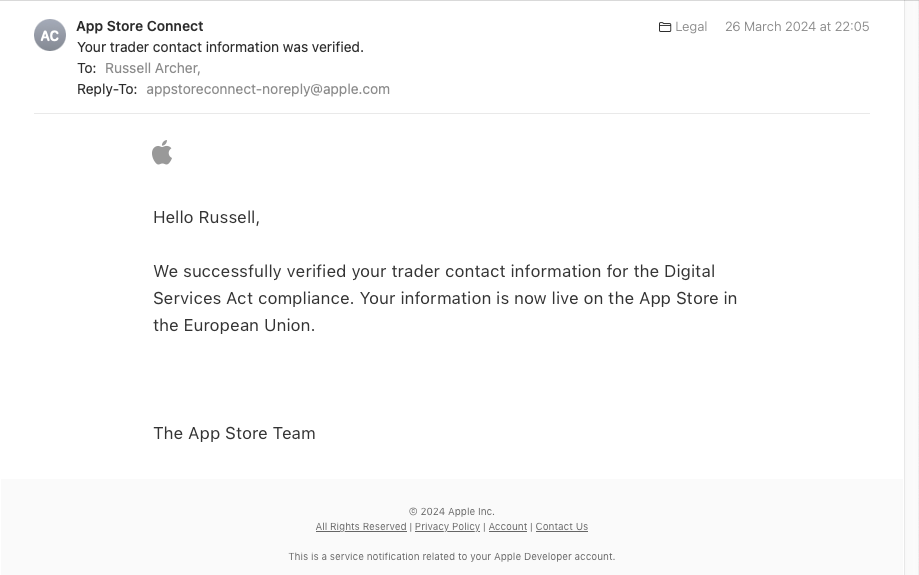 AC
App Store Connect
Legal
26 March 2024 at 22:05
Your trader contact information was verified.
To: Russell Archer,
Reply-To: appstoreconnect-noreply@apple.com
Hello Russell,
We successfully verified your trader contact information for the Digital
Services Act compliance. Your information is now live on the App Store in
the European Union.
The App Store Team
© 2024 Apple Inc.
All Rights Reserved | Privacy Policy | Account | Contact Us
This is a service notification related to your Apple Developer account.